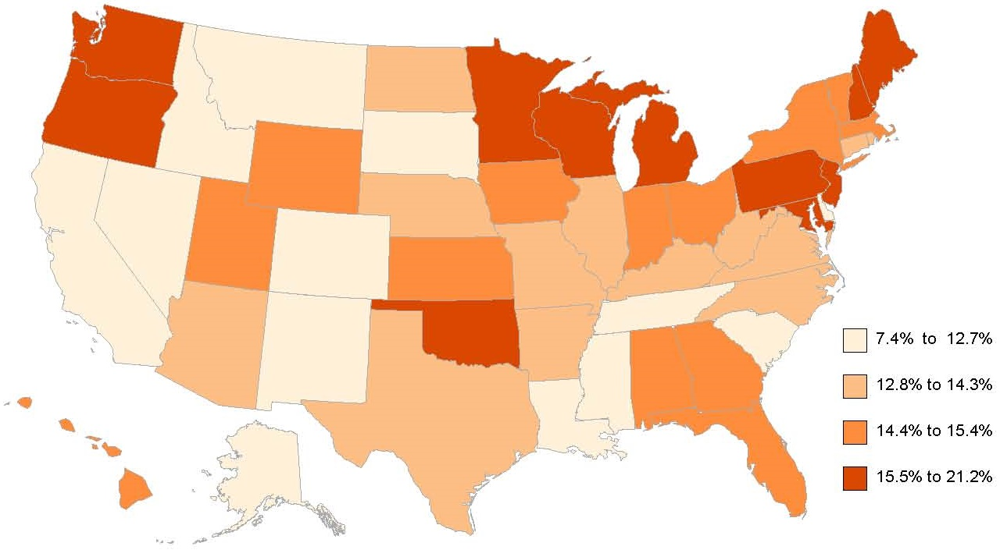 7.4% to 12.7%
12.8% to 14.3%
14.4% to 15.4%
15.5% to 21.2%